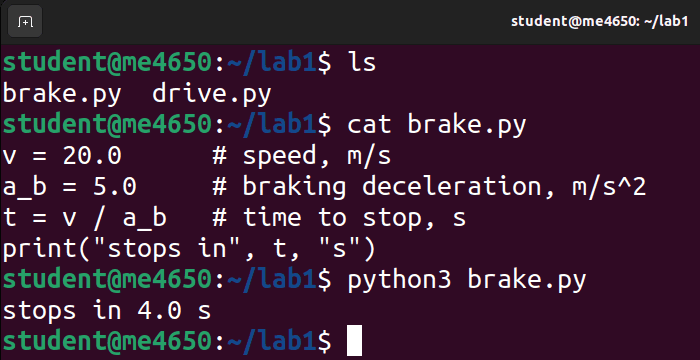 student@me4650: ~/lab1
student@me4650:~/lab1$ ls
brake.py  drive.py
student@me4650:~/lab1$ cat brake.py
v = 20.0      # speed, m/s
a_b = 5.0     # braking deceleration, m/s^2
t = v / a_b   # time to stop, s
print("stops in", t, "s")
student@me4650:~/lab1$ python3 brake.py
stops in 4.0 s
student@me4650:~/lab1$